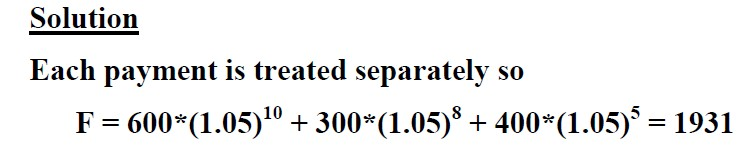 Solution
Each payment is treated separately so
F = 600*(1.05)¹⁰ + 300*(1.05)⁸ + 400*(1.05)⁵ = 1931